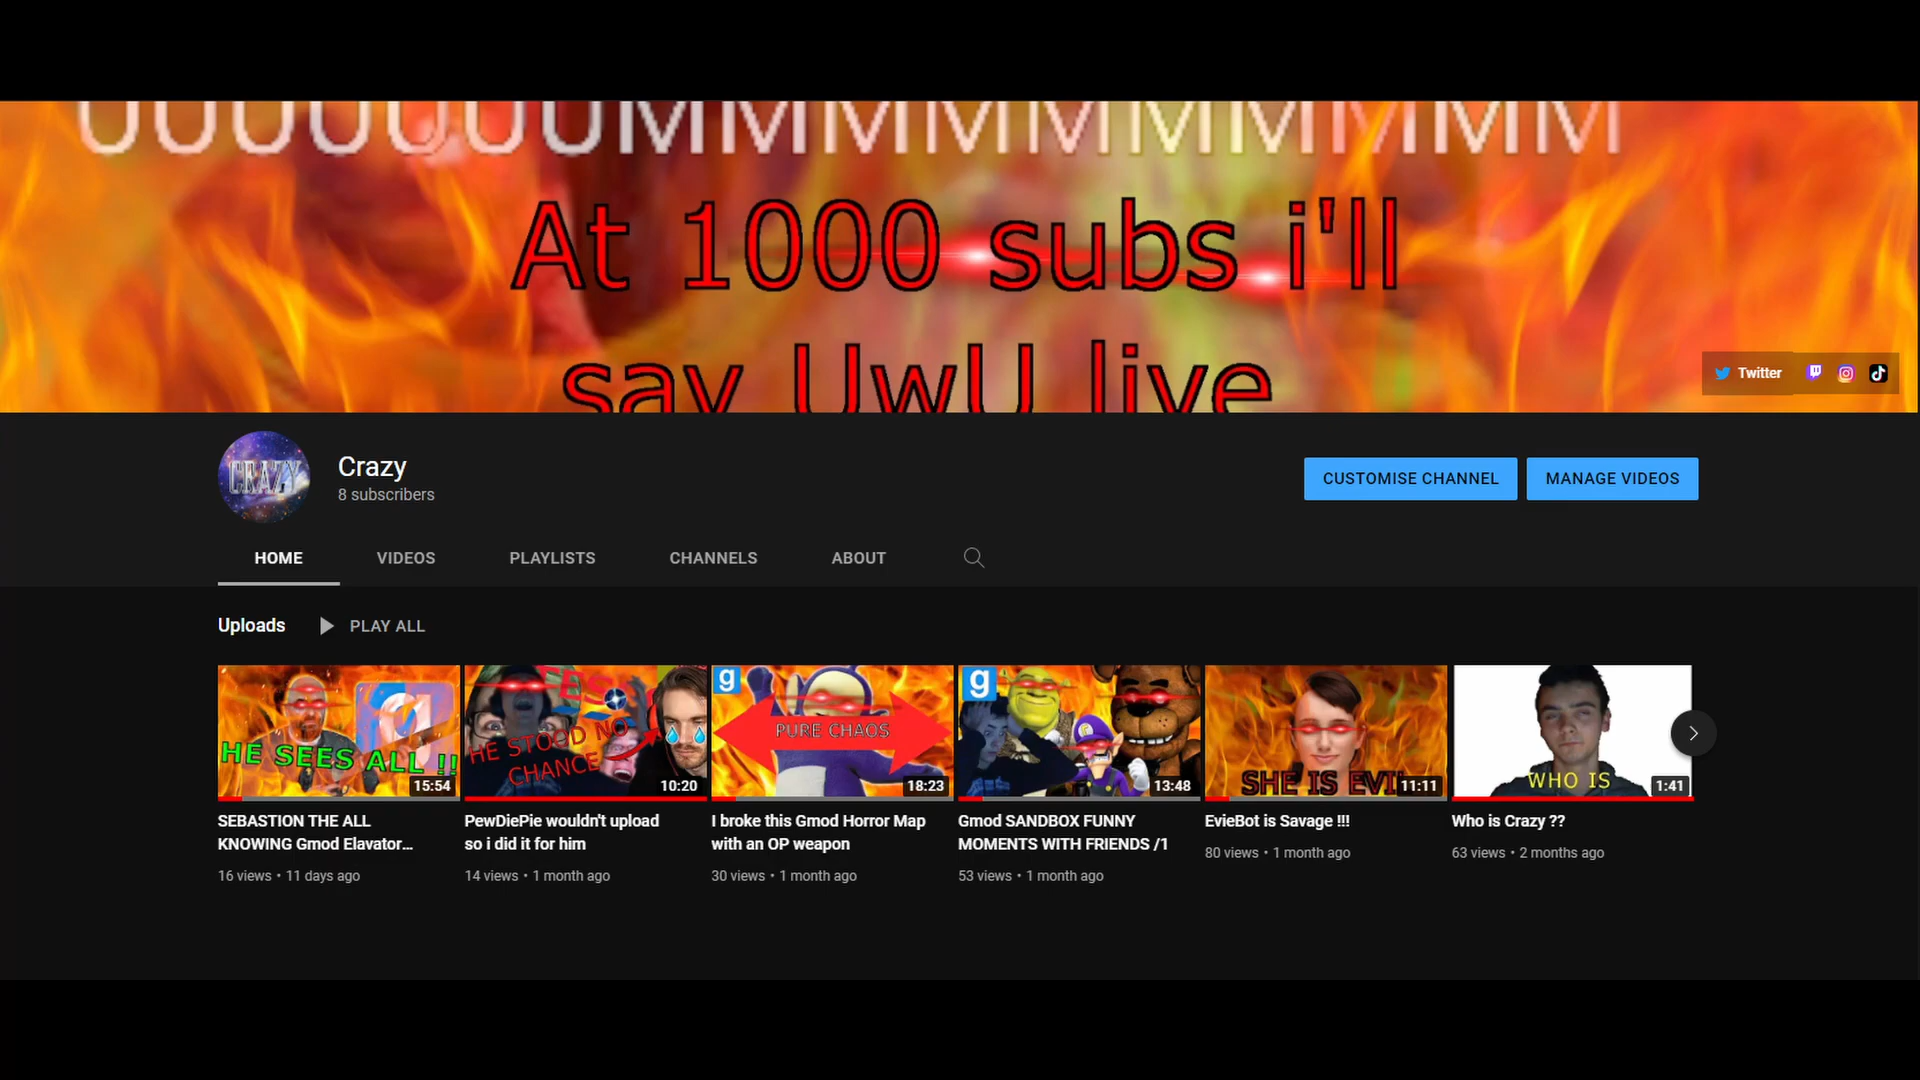 UUUUUUUMMMMMMMMMM
At 1000 subs i'll
say UwU live
Twitter
CRAZY
Crazy
8 subscribers
CUSTOMISE CHANNEL
MANAGE VIDEOS
HOME
VIDEOS
PLAYLISTS
CHANNELS
ABOUT
Uploads
PLAY ALL
HE SEES ALL !!
15:54
HE STOOD NO
CHANCE
10:20
g
PURE CHAOS
18:23
g
13:48
SHE IS EVIL
11:11
WHO IS
1:41
SEBASTION THE ALL
KNOWING Gmod Elavator...
16 views • 11 days ago
PewDiePie wouldn't upload
so i did it for him
14 views • 1 month ago
I broke this Gmod Horror Map
with an OP weapon
30 views • 1 month ago
Gmod SANDBOX FUNNY
MOMENTS WITH FRIENDS /1
53 views • 1 month ago
EvieBot is Savage !!!
80 views • 1 month ago
Who is Crazy ??
63 views • 2 months ago